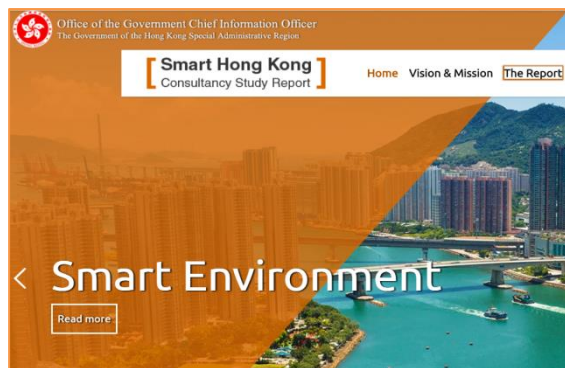 Office of the Government Chief Information Officer
The Government of the Hong Kong Special Administrative Region
Smart Hong Kong
Consultancy Study Report
Home Vision & Mission The Report
Smart Environment
Read more